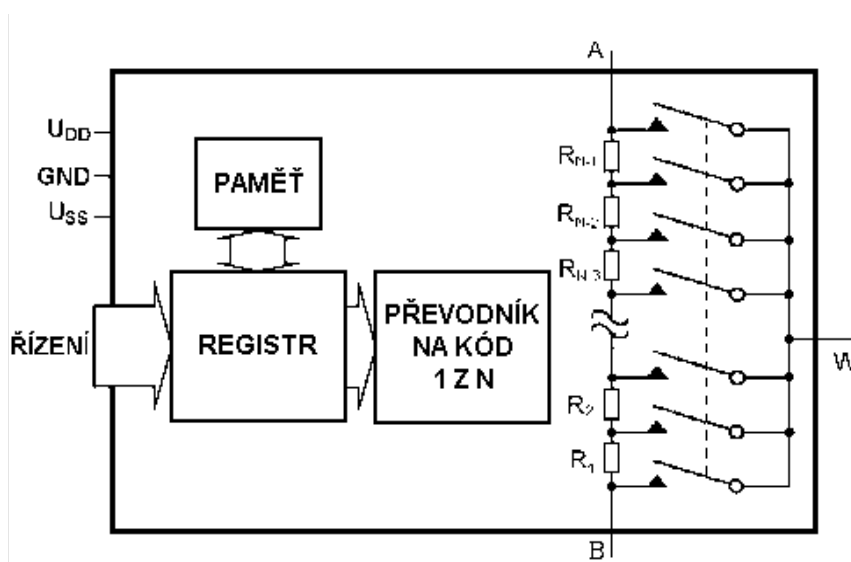 A
U_DD
GND
U_SS
PAMĚŤ
ŘÍZENÍ
REGISTR
PŘEVODNÍK
NA KÓD
1 Z N
R_N-1
R_N-2
R_N-3
R_2
R_1
W
B